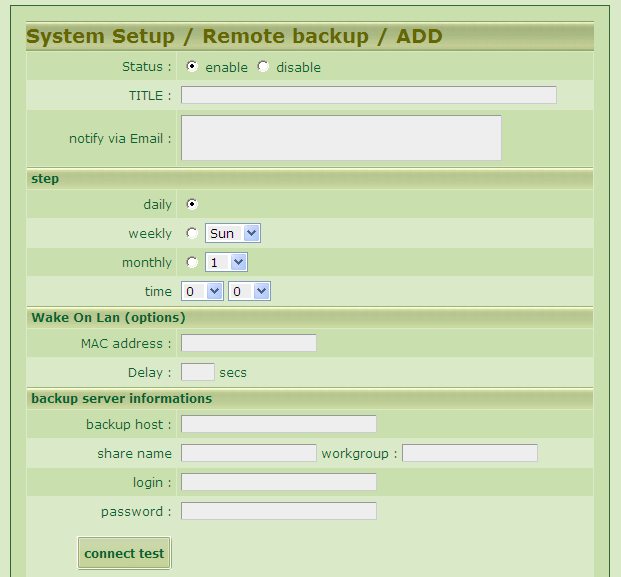 System Setup / Remote backup / ADD
Status : enable disable
TITLE :
notify via Email :
step
daily
weekly Sun
monthly 1
time 0 0
Wake On Lan (options)
MAC address :
Delay : secs
backup server informations
backup host :
share name workgroup :
login :
password :
connect test